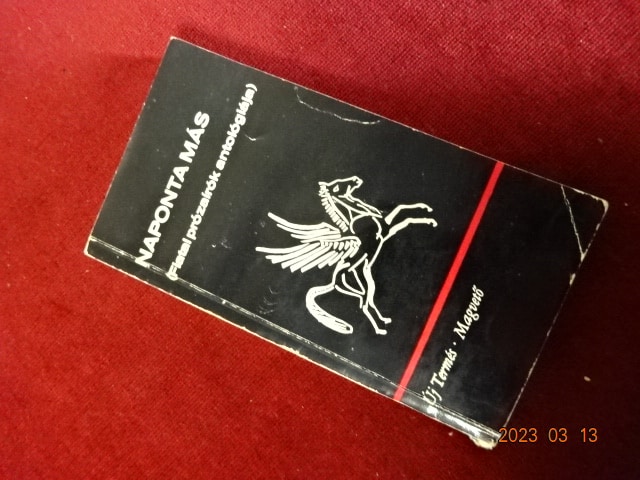 NAPONTA MÁS
(Fiatal prózaírók antológiája)
Új Termés · Magvető
2023 03 13